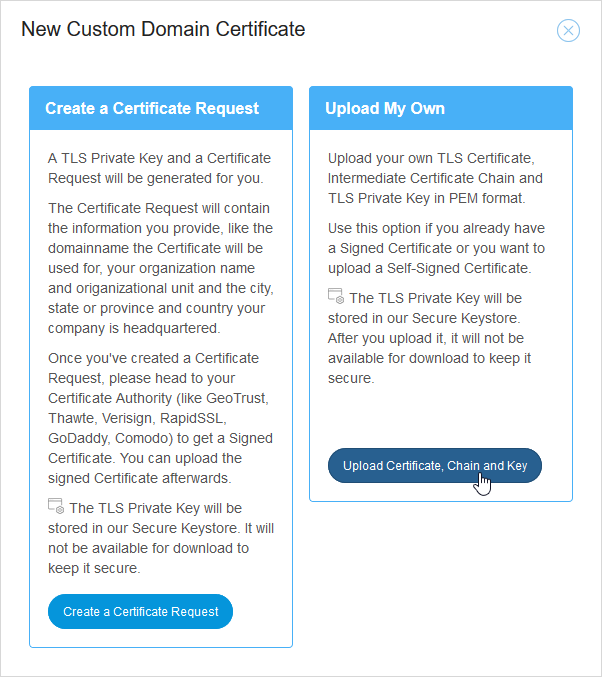 New Custom Domain Certificate
Create a Certificate Request
A TLS Private Key and a Certificate
Request will be generated for you.
The Certificate Request will contain
the information you provide, like the
domainname the Certificate will be
used for, your organization name
and origanizational unit and the city,
state or province and country your
company is headquartered.
Once you've created a Certificate
Request, please head to your
Certificate Authority (like GeoTrust,
Thawte, Verisign, RapidSSL,
GoDaddy, Comodo) to get a Signed
Certificate. You can upload the
signed Certificate afterwards.
The TLS Private Key will be
stored in our Secure Keystore. It will
not be available for download to
keep it secure.
Create a Certificate Request
Upload My Own
Upload your own TLS Certificate,
Intermediate Certificate Chain and
TLS Private Key in PEM format.
Use this option if you already have
a Signed Certificate or you want to
upload a Self-Signed Certificate.
The TLS Private Key will be
stored in our Secure Keystore.
After you upload it, it will not be
available for download to keep it
secure.
Upload Certificate, Chain and Key